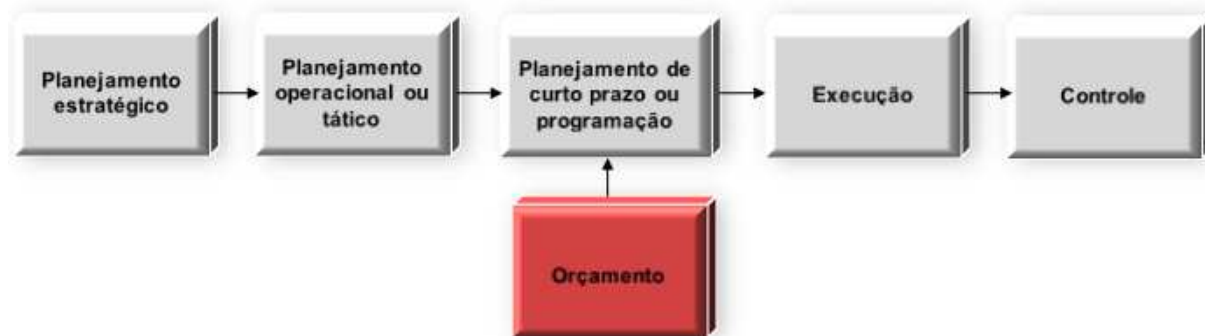 Planejamento
estratégico
Planejamento
operacional ou
tático
Planejamento de
curto prazo ou
programação
Execução
Controle
Orçamento